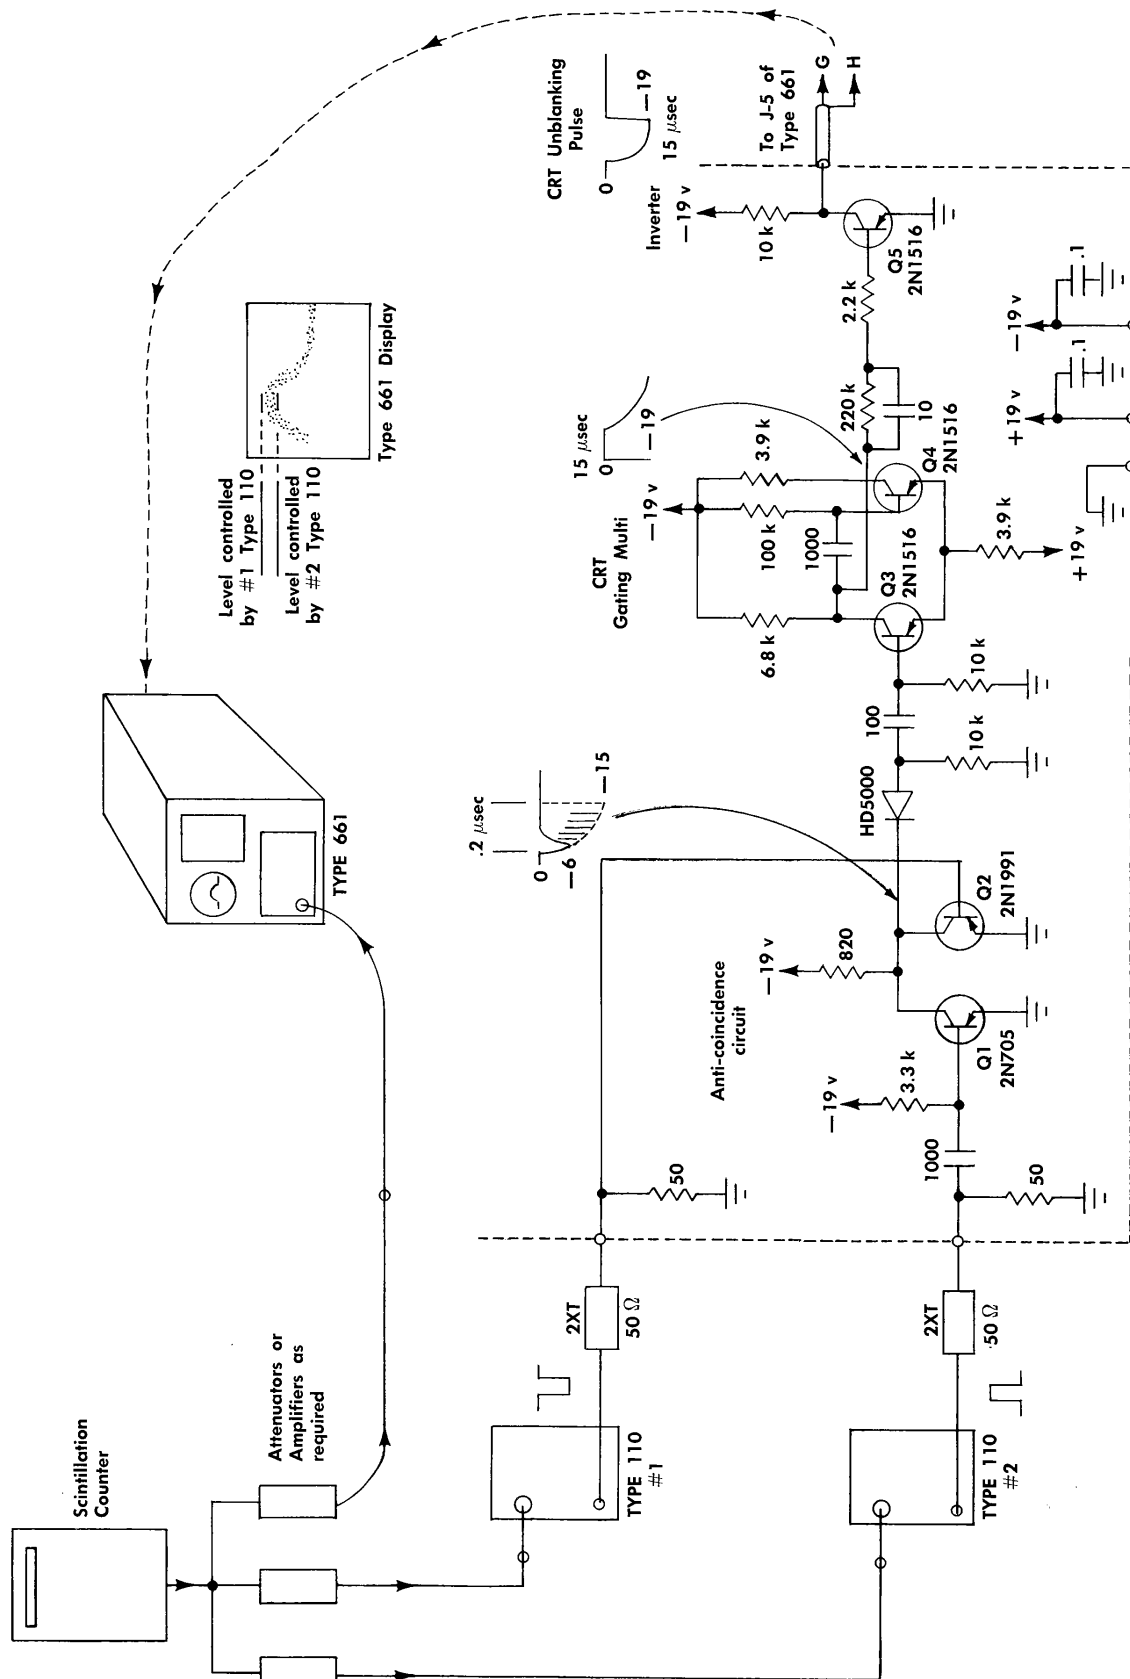 Scintillation
Counter
Attenuators or
Amplifiers as
required
TYPE 661
Level controlled
by #1 Type 110
Level controlled
by #2 Type 110
Type 661 Display
TYPE 110
#1
2XT
50 Ω
50
.2 μsec
0
—6
—15
15 μsec
0
—19
CRT Unblanking
Pulse
0
—19
15 μsec
TYPE 110
#2
2XT
50 Ω
50
1000
—19 v
3.3 k
Q1
2N705
Anti-coincidence
circuit
—19 v
820
Q2
2N1991
HD5000
10 k
100
10 k
CRT
Gating Multi
—19 v
6.8 k
100 k
1000
3.9 k
Q3
2N1516
Q4
2N1516
3.9 k
+19 v
220 k
10
2.2 k
Inverter
—19 v
10 k
Q5
2N1516
To J-5 of
Type 661
G
H
+19 v
.1
—19 v
.1